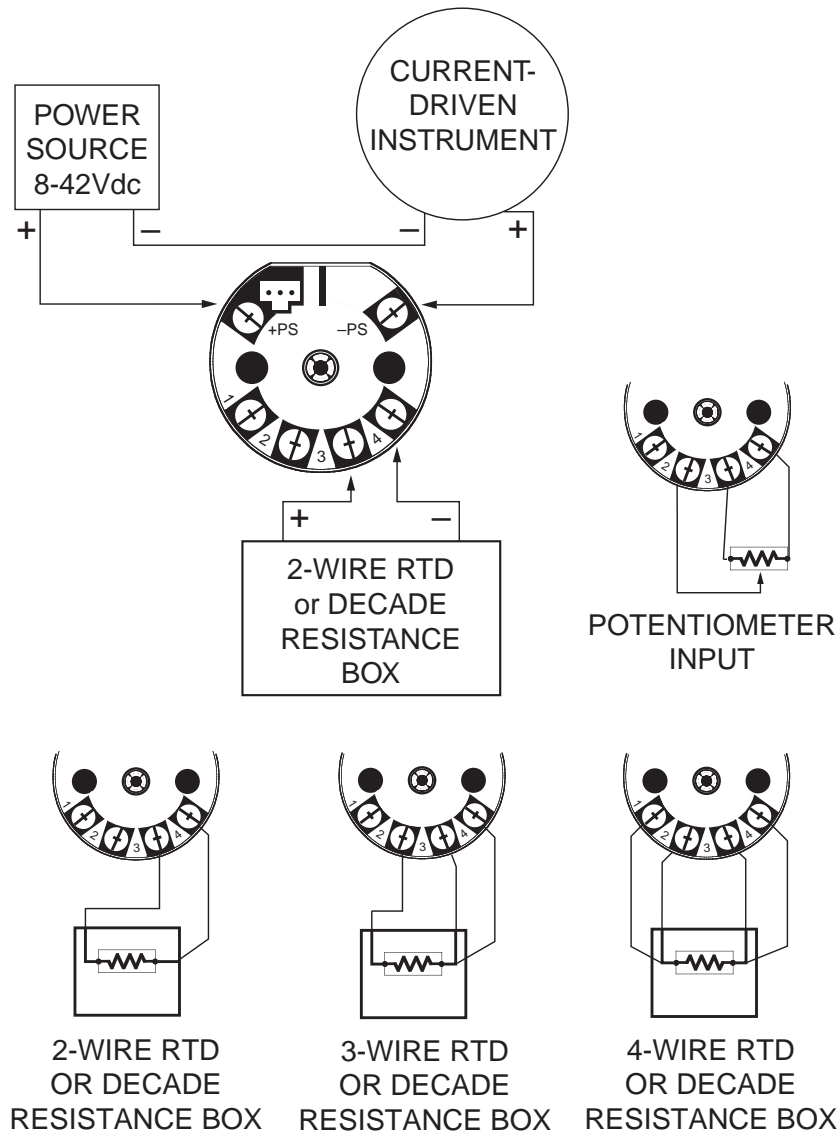 POWER
SOURCE
8-42Vdc
CURRENT-
DRIVEN
INSTRUMENT
+
–
–
+
+PS
–PS
1
2
3
4
+
–
2-WIRE RTD
or DECADE
RESISTANCE
BOX
1
2
3
4
POTENTIOMETER
INPUT
1
2
3
4
2-WIRE RTD
OR DECADE
RESISTANCE BOX
1
2
3
4
3-WIRE RTD
OR DECADE
RESISTANCE BOX
1
2
3
4
4-WIRE RTD
OR DECADE
RESISTANCE BOX